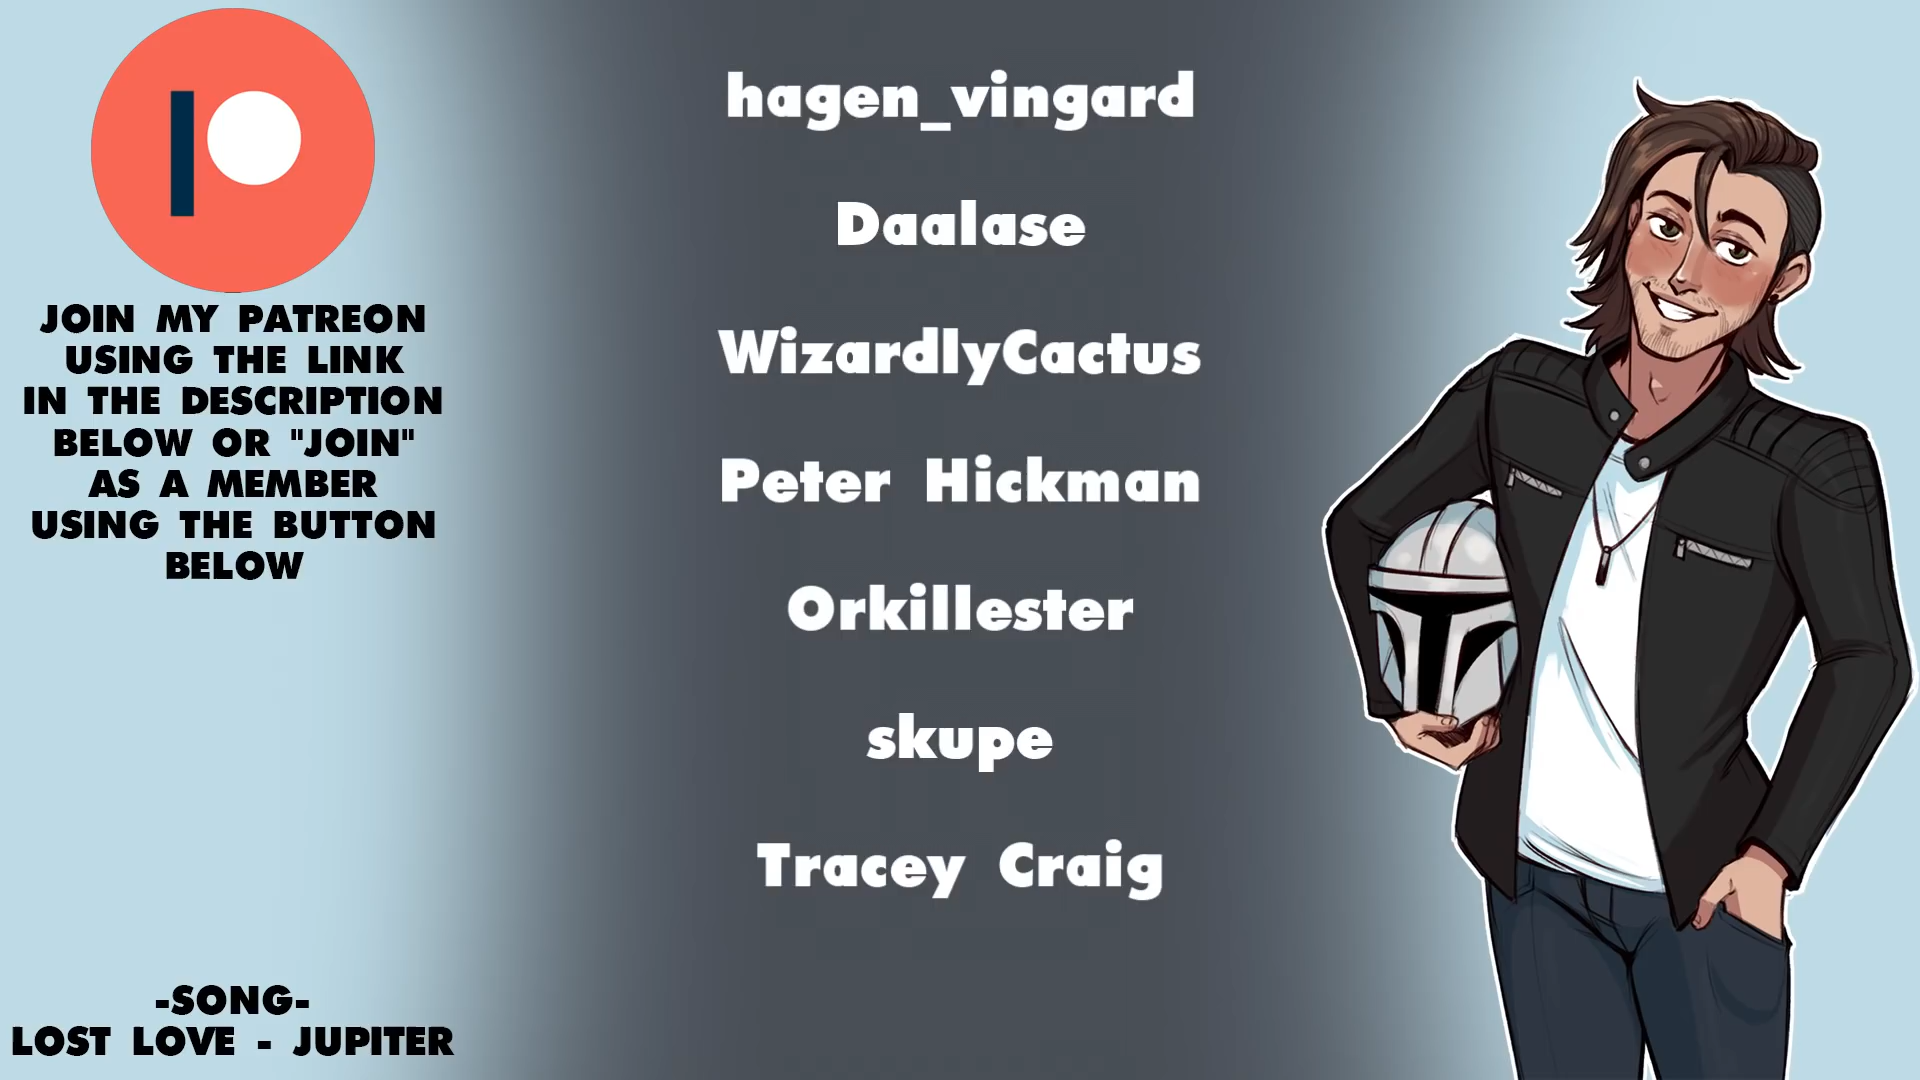 JOIN MY PATREON
USING THE LINK
IN THE DESCRIPTION
BELOW OR "JOIN"
AS A MEMBER
USING THE BUTTON
BELOW
-SONG-
LOST LOVE - JUPITER
hagen_vingard
Daalase
WizardlyCactus
Peter Hickman
Orkillester
skupe
Tracey Craig